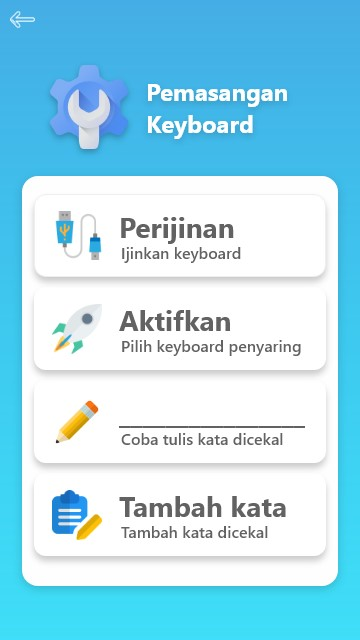 Pemasangan
Keyboard
Perijinan
Ijinkan keyboard
Aktifkan
Pilih keyboard penyaring
Coba tulis kata dicekal
Tambah kata
Tambah kata dicekal